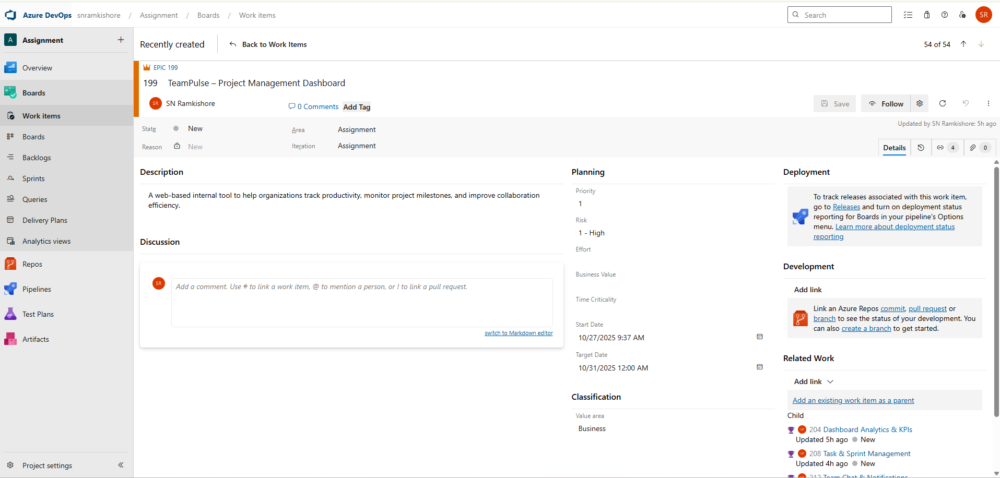 Azure DevOps snramkishore / Assignment / Boards / Work items
Search
SR
A Assignment
Overview
Boards
Work items
Boards
Backlogs
Sprints
Queries
Delivery Plans
Analytics views
Repos
Pipelines
Test Plans
Artifacts
Project settings
Recently created
Back to Work Items
54 of 54
EPIC 199
199 TeamPulse – Project Management Dashboard
SR SN Ramkishore
0 Comments
Add Tag
Save
Follow
State New
Area Assignment
Updated by SN Ramkishore: 5h ago
Reason New
Iteration Assignment
Details
4
0
Description
A web-based internal tool to help organizations track productivity, monitor project milestones, and improve collaboration
efficiency.
Discussion
SR
Add a comment. Use # to link a work item, @ to mention a person, or ! to link a pull request.
switch to Markdown editor
Planning
Priority
1
Risk
1 - High
Effort
Business Value
Time Criticality
Start Date
10/27/2025 9:37 AM
Target Date
10/31/2025 12:00 AM
Classification
Value area
Business
Deployment
To track releases associated with this work item,
go to Releases and turn on deployment status
reporting for Boards in your pipeline's Options
menu. Learn more about deployment status
reporting
Development
Add link
Link an Azure Repos commit, pull request or
branch to see the status of your development. You
can also create a branch to get started.
Related Work
Add link
Add an existing work item as a parent
Child
SR 204 Dashboard Analytics & KPIs
Updated 5h ago New
SR 208 Task & Sprint Management
Updated 4h ago New
212 Team Chat & Notifications